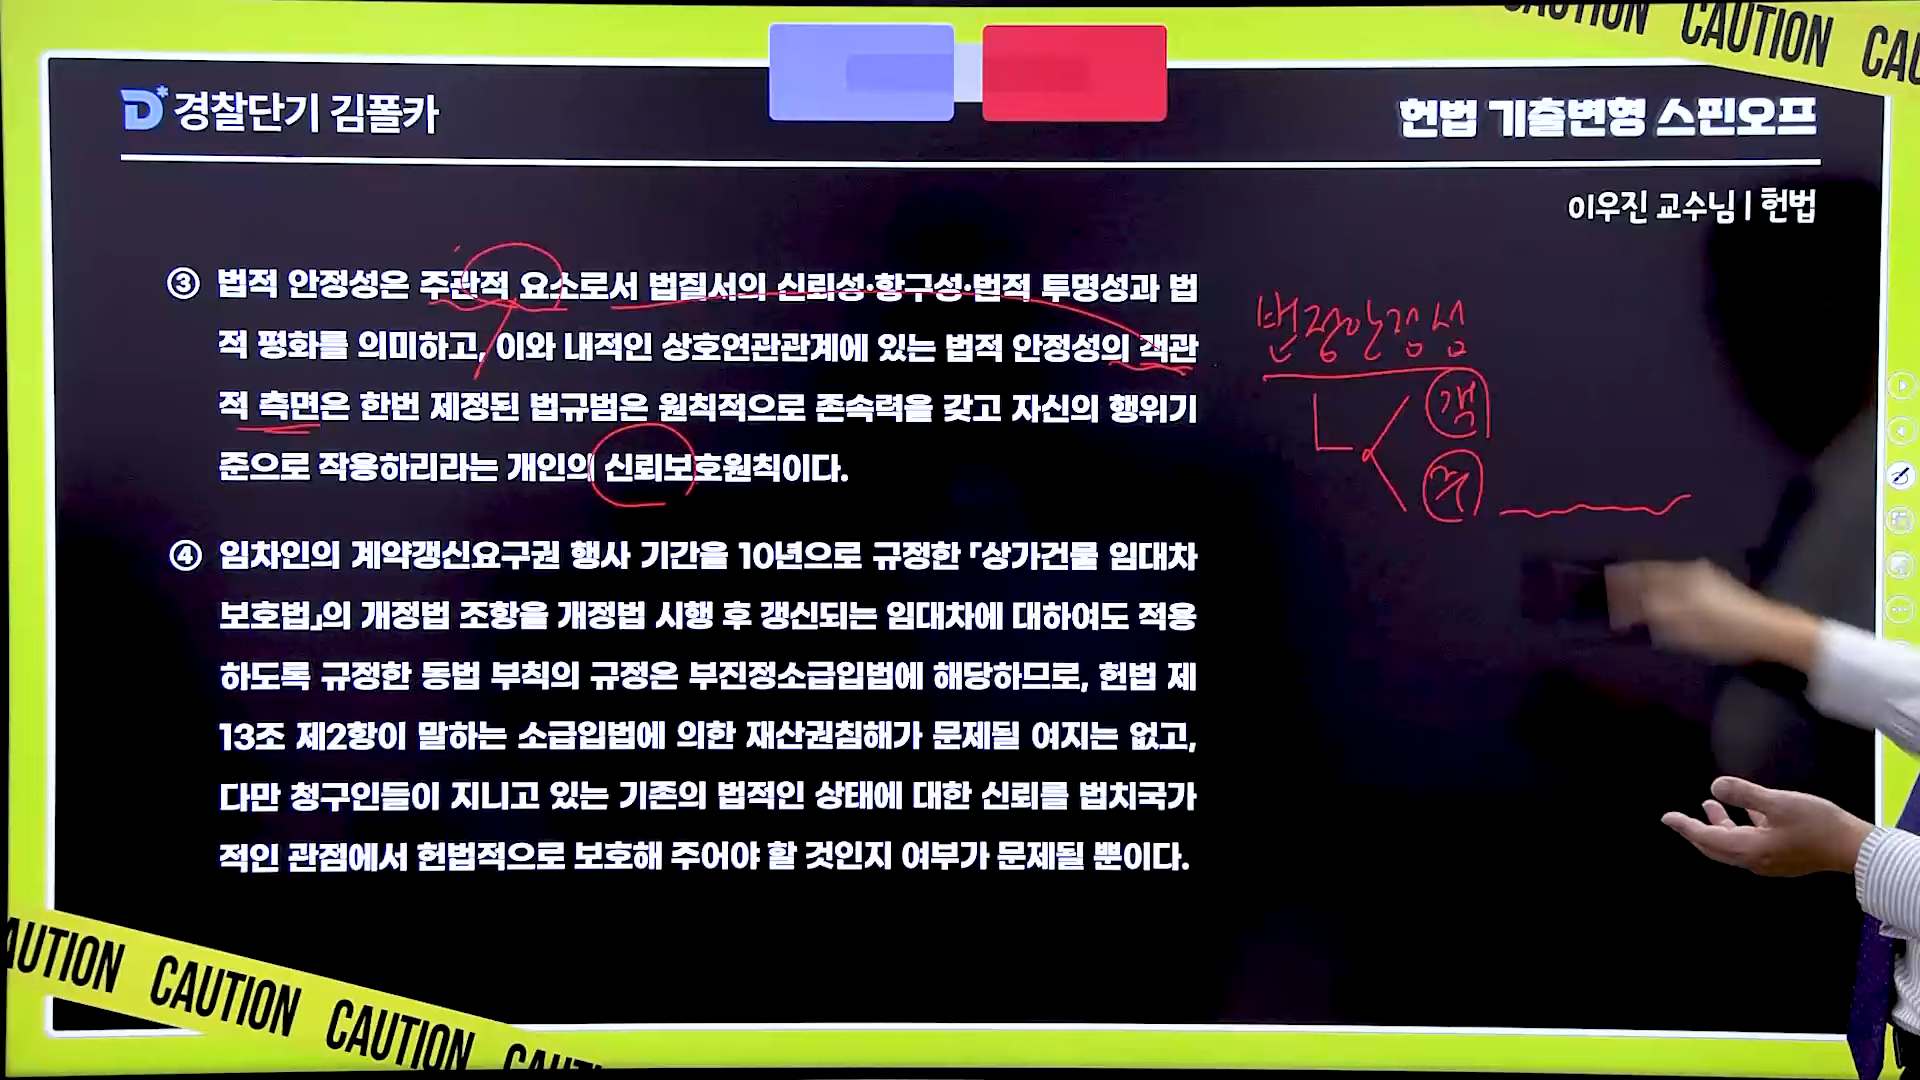 CAUTION CAUTION CAU
D* 경찰단기 김폴카
헌법 기출변형 스핀오프
이우진 교수님 | 헌법
③ 법적 안정성은 주관적 요소로서 법질서의 신뢰성·항구성·법적 투명성과 법
적 평화를 의미하고, 이와 내적인 상호연관관계에 있는 법적 안정성의 객관
적 측면은 한번 제정된 법규범은 원칙적으로 존속력을 갖고 자신의 행위기
준으로 작용하리라는 개인의 신뢰보호원칙이다.
법적안정성
객
주
④ 임차인의 계약갱신요구권 행사 기간을 10년으로 규정한 「상가건물 임대차
보호법」의 개정법 조항을 개정법 시행 후 갱신되는 임대차에 대하여도 적용
하도록 규정한 동법 부칙의 규정은 부진정소급입법에 해당하므로, 헌법 제
13조 제2항이 말하는 소급입법에 의한 재산권침해가 문제될 여지는 없고,
다만 청구인들이 지니고 있는 기존의 법적인 상태에 대한 신뢰를 법치국가
적인 관점에서 헌법적으로 보호해 주어야 할 것인지 여부가 문제될 뿐이다.
AUTION CAUTION CAUTION CAUT